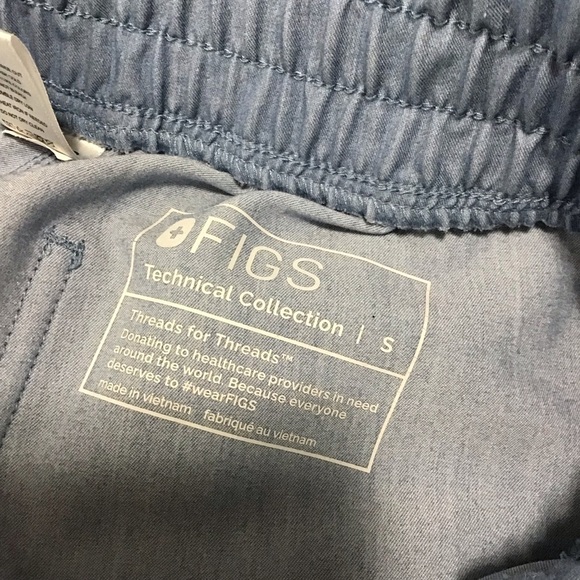 FIGS
Technical Collection | S
Threads for Threads™
Donating to healthcare providers in need
around the world. Because everyone
deserves to #wearFIGS
made in vietnam fabriqué au vietnam